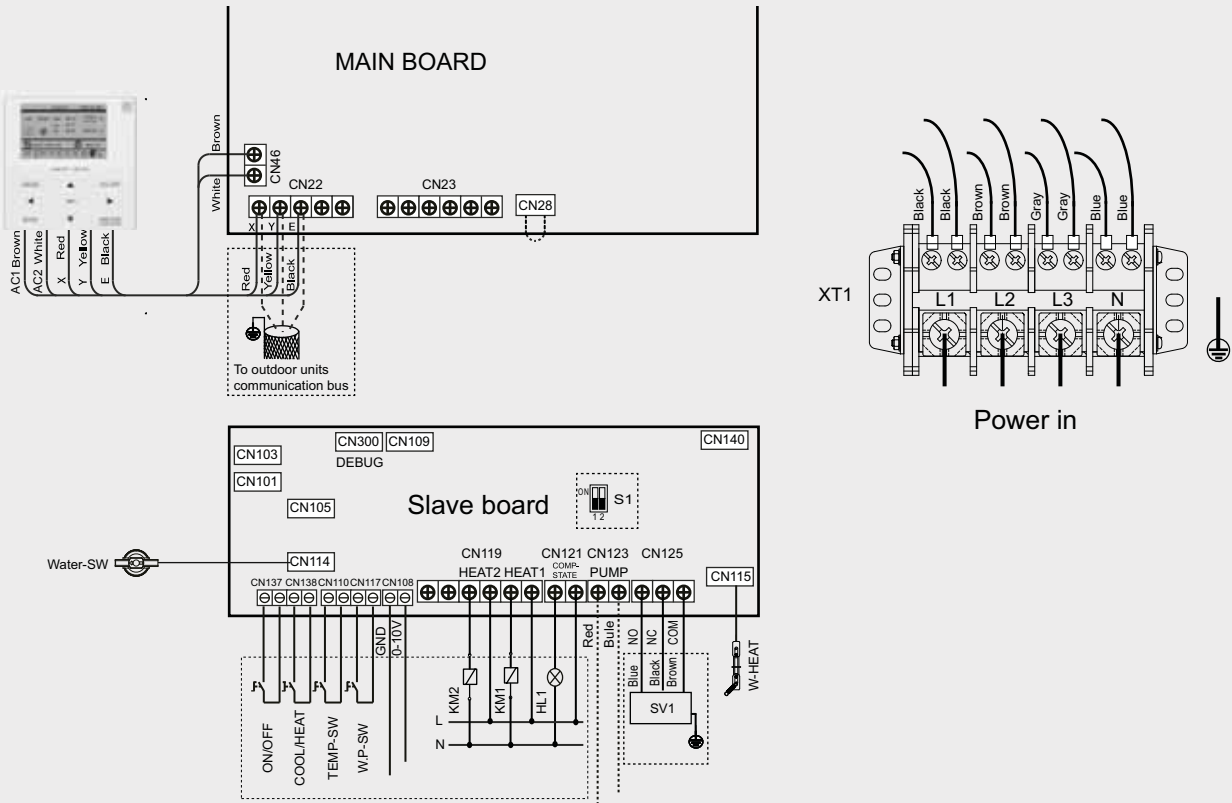 MAIN BOARD
Brown
White
CN46
CN22
CN23
CN28
X
Y
E
AC1 Brown
AC2 White
X Red
Y Yellow
E Black
Red
Yellow
Black
To outdoor units
communication bus
Black
Black
Brown
Brown
Gray
Gray
Blue
Blue
XT1
L1
L2
L3
N
Power in
CN300
CN109
CN140
DEBUG
CN103
CN101
CN105
Slave board
ON
1 2
S1
Water-SW
CN114
CN119
CN121
CN123
CN125
HEAT2
HEAT1
COMP-
STATE
PUMP
CN115
CN137
CN138
CN110
CN117
CN108
GND
0-10V
Red
Bule
NO
NC
COM
Blue
Black
Brown
W-HEAT
KM2
KM1
HL1
SV1
L
N
ON/OFF
COOL/HEAT
TEMP-SW
W.P-SW